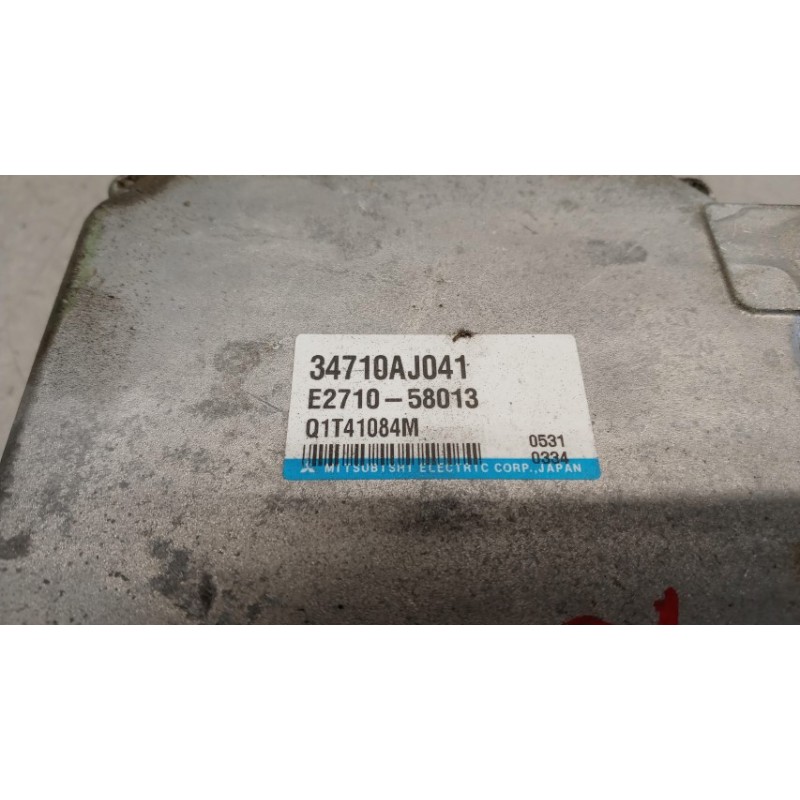 34710AJ041
E2710-58013
Q1T41084M
0531
0334
MITSUBISHI ELECTRIC CORP., JAPAN